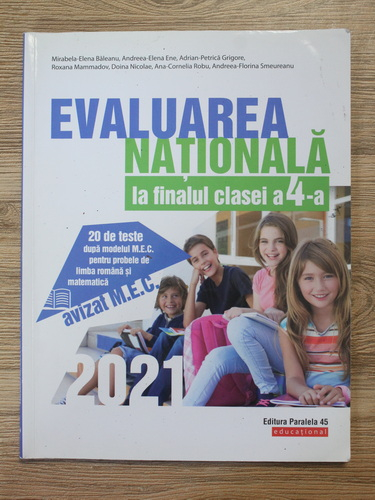 Mirabela-Elena Băleanu, Andreea-Elena Ene, Adrian-Petrică Grigore,
Roxana Mammadov, Doina Nicolae, Ana-Cornelia Robu, Andreea-Florina Smeureanu
EVALUAREA
NAȚIONALĂ
la finalul clasei a 4-a
20 de teste
după modelul M.E.C.
pentru probele de
limba română și
matematică
avizat M.E.C.
2021
Editura Paralela 45
educațional